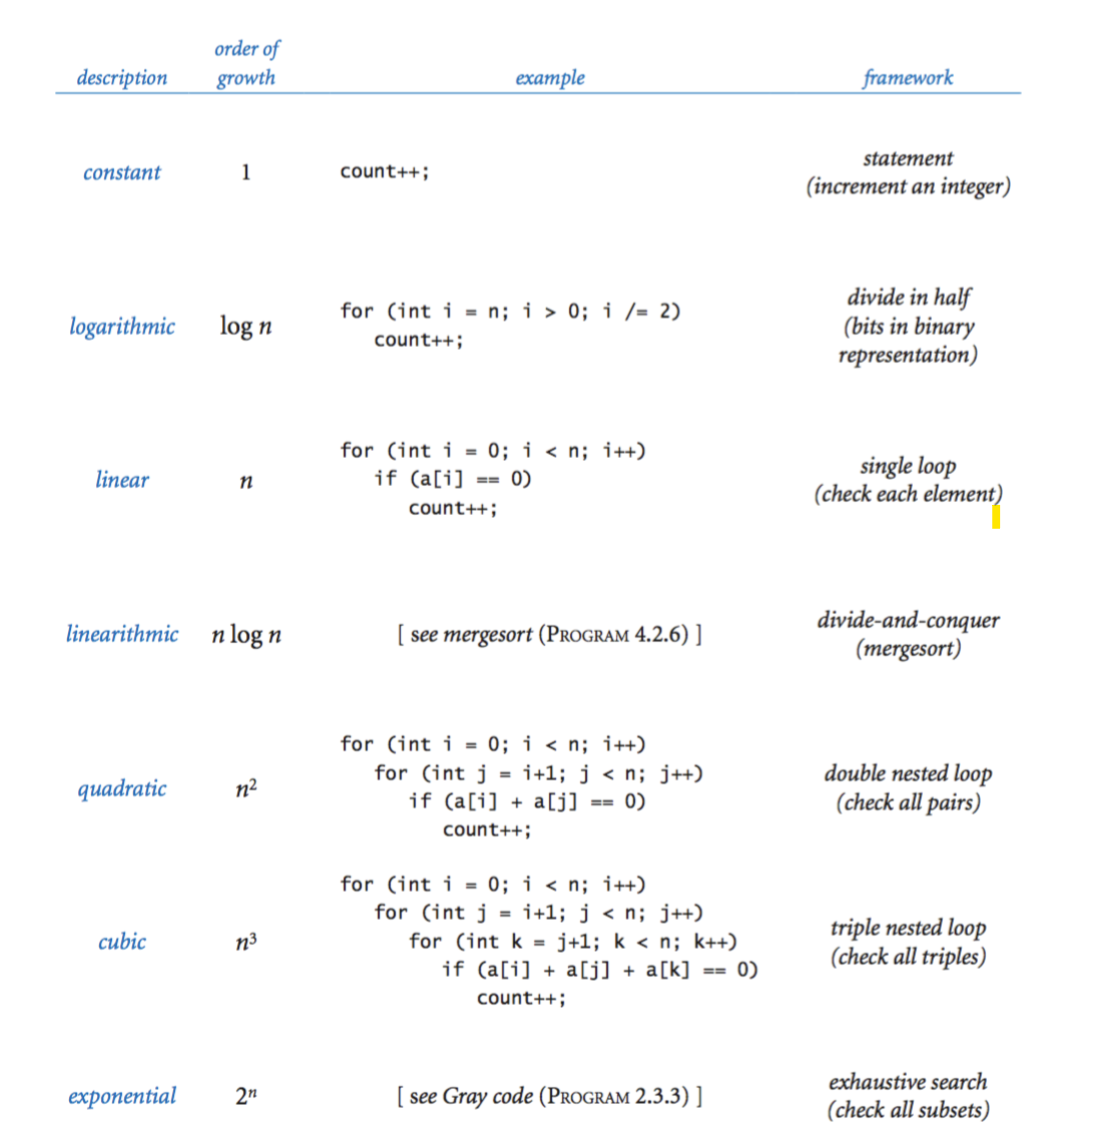 order of
description growth example framework
constant 1 count++; statement
(increment an integer)
logarithmic log n for (int i = n; i > 0; i /= 2)
count++;
divide in half
(bits in binary
representation)
linear n for (int i = 0; i < n; i++)
if (a[i] == 0)
count++;
single loop
(check each element)
linearithmic n log n [ see mergesort (PROGRAM 4.2.6) ] divide-and-conquer
(mergesort)
quadratic n² for (int i = 0; i < n; i++)
for (int j = i+1; j < n; j++)
if (a[i] + a[j] == 0)
count++;
double nested loop
(check all pairs)
cubic n³ for (int i = 0; i < n; i++)
for (int j = i+1; j < n; j++)
for (int k = j+1; k < n; k++)
if (a[i] + a[j] + a[k] == 0)
count++;
triple nested loop
(check all triples)
exponential 2ⁿ [ see Gray code (PROGRAM 2.3.3) ] exhaustive search
(check all subsets)